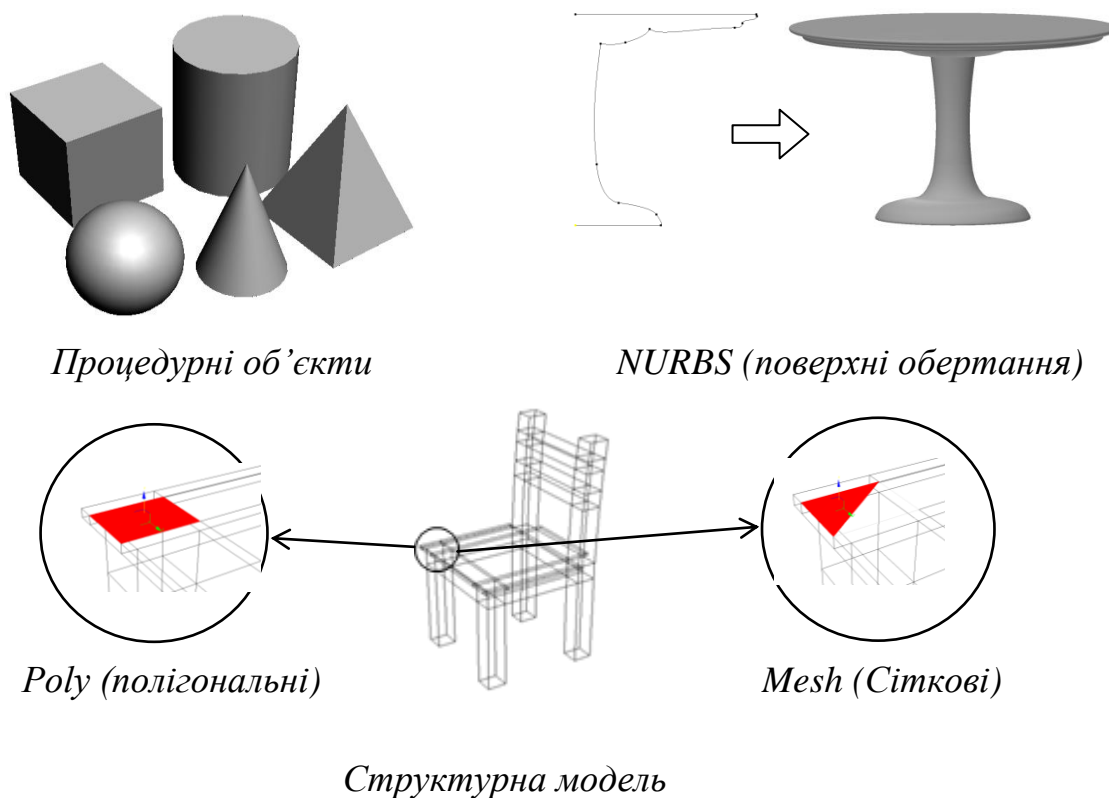 Процедурні об’єкти
NURBS (поверхні обертання)
Poly (полігональні)
Mesh (Сіткові)
Структурна модель